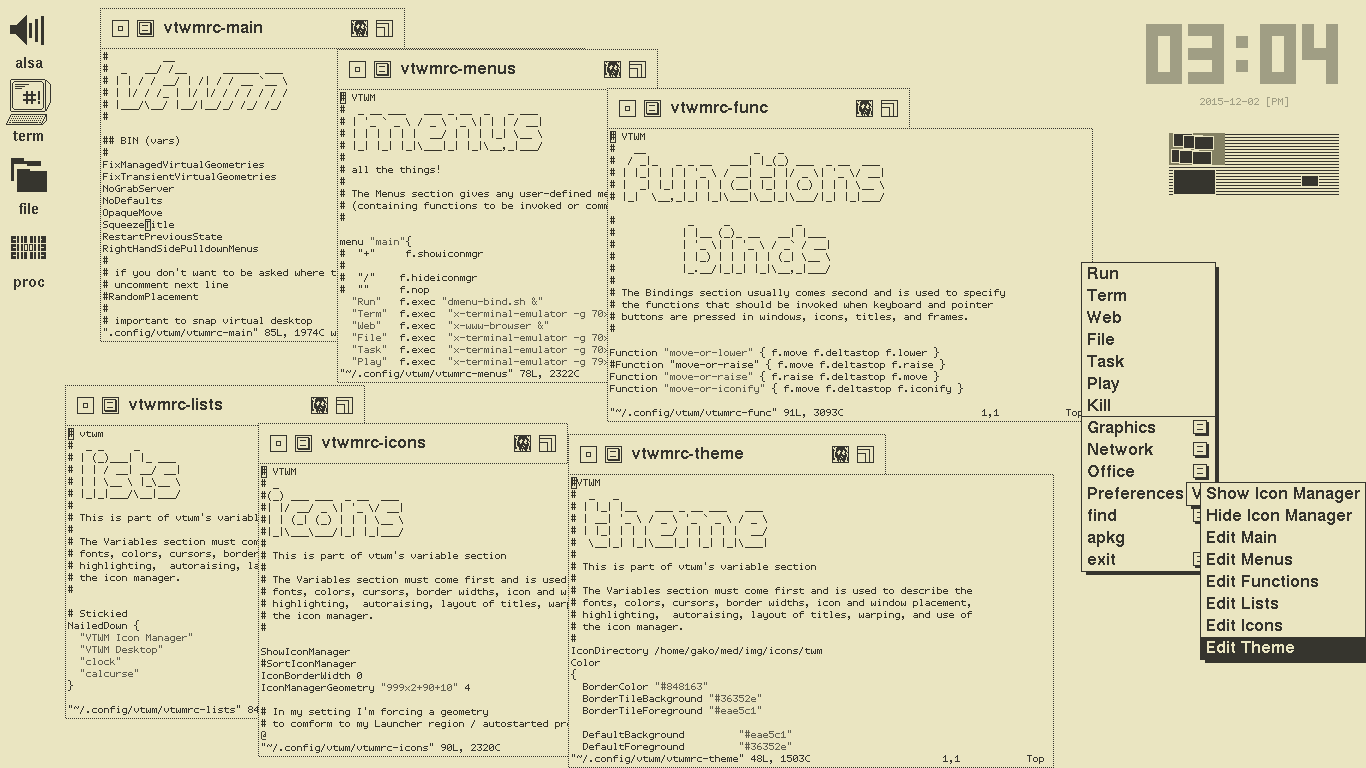 alsa
#!
term
file
proc
vtwmrc-main
#
#
#
#
#
#
## BIN (vars)
#
FixManagedVirtualGeometries
FixTransientVirtualGeometries
NoGrabServer
NoDefaults
OpaqueMove
SqueezeTitle
RestartPreviousState
RightHandSidePulldownMenus
#
# if you don't want to be asked where t
# uncomment next line
#RandomPlacement
#
# important to snap virtual desktop
".config/vtwm/vtwmrc-main" 85L, 1974C w
vtwmrc-menus
# VTWM
# menus
#
# all the things!
#
# The Menus section gives any user-defined me
# (containing functions to be invoked or com
#
menu "main"{
#  "+"    f.showiconmgr
#
#  "/"    f.hideiconmgr
#  ""     f.nop
"Run"   f.exec "dmenu-bind.sh &"
"Term"  f.exec  "x-terminal-emulator -g 70x
"Web"   f.exec  "x-www-browser &"
"File"  f.exec  "x-terminal-emulator -g 70x
"Task"  f.exec  "x-terminal-emulator -g 70x
"Play"  f.exec  "x-terminal-emulator -g 79x
"~/.config/vtwm/vtwmrc-menus" 78L, 2322C
vtwmrc-func
# VTWM
# functions
# binds
#
# The Bindings section usually comes second and is used to specify
# the functions that should be invoked when keyboard and pointer
# buttons are pressed in windows, icons, titles, and frames.
#
Function "move-or-lower" { f.move f.deltastop f.lower }
#Function "move-or-raise" { f.move f.deltastop f.raise }
Function "move-or-raise" { f.raise f.deltastop f.move }
Function "move-or-iconify" { f.move f.deltastop f.iconify }
"~/.config/vtwm/vtwmrc-func" 91L, 3093C 1,1 Top
03:04
2015-12-02 [PM]
vtwmrc-lists
# vtwm
# lists
#
# This is part of vtwm's variabl
#
# The Variables section must com
# fonts, colors, cursors, border
# highlighting,  autoraising, la
# the icon manager.
#
# Stickied
NailedDown {
"VTWM Icon Manager"
"VTWM Desktop"
"clock"
"calcurse"
}
"~/.config/vtwm/vtwmrc-lists" 84
vtwmrc-icons
# VTWM
# icons
#
# This is part of vtwm's variable section
#
# The Variables section must come first and is used
# fonts, colors, cursors, border widths, icon and w
# highlighting,  autoraising, layout of titles, warp
# the icon manager.
#
ShowIconManager
#SortIconManager
IconBorderWidth 0
IconManagerGeometry "999x2+90+10" 4
# In my setting I'm forcing a geometry
# to comform to my Launcher region / autostarted pr
@
"~/.config/vtwm/vtwmrc-icons" 90L, 2320C
vtwmrc-theme
#VTWM
# theme
#
# This is part of vtwm's variable section
#
# The Variables section must come first and is used to describe the
# fonts, colors, cursors, border widths, icon and window placement,
# highlighting,  autoraising, layout of titles, warping, and use of
# the icon manager.
#
IconDirectory /home/gako/med/img/icons/twm
Color
{
BorderColor "#848163"
BorderTileBackground "#36352e"
BorderTileForeground "#eae5c1"
DefaultBackground "#eae5c1"
DefaultForeground "#36352e"
"~/.config/vtwm/vtwmrc-theme" 48L, 1503C 1,1 Top
Run
Term
Web
File
Task
Play
Kill
Graphics
Network
Office
Preferences
find
apkg
exit
V
Show Icon Manager
Hide Icon Manager
Edit Main
Edit Menus
Edit Functions
Edit Lists
Edit Icons
Edit Theme